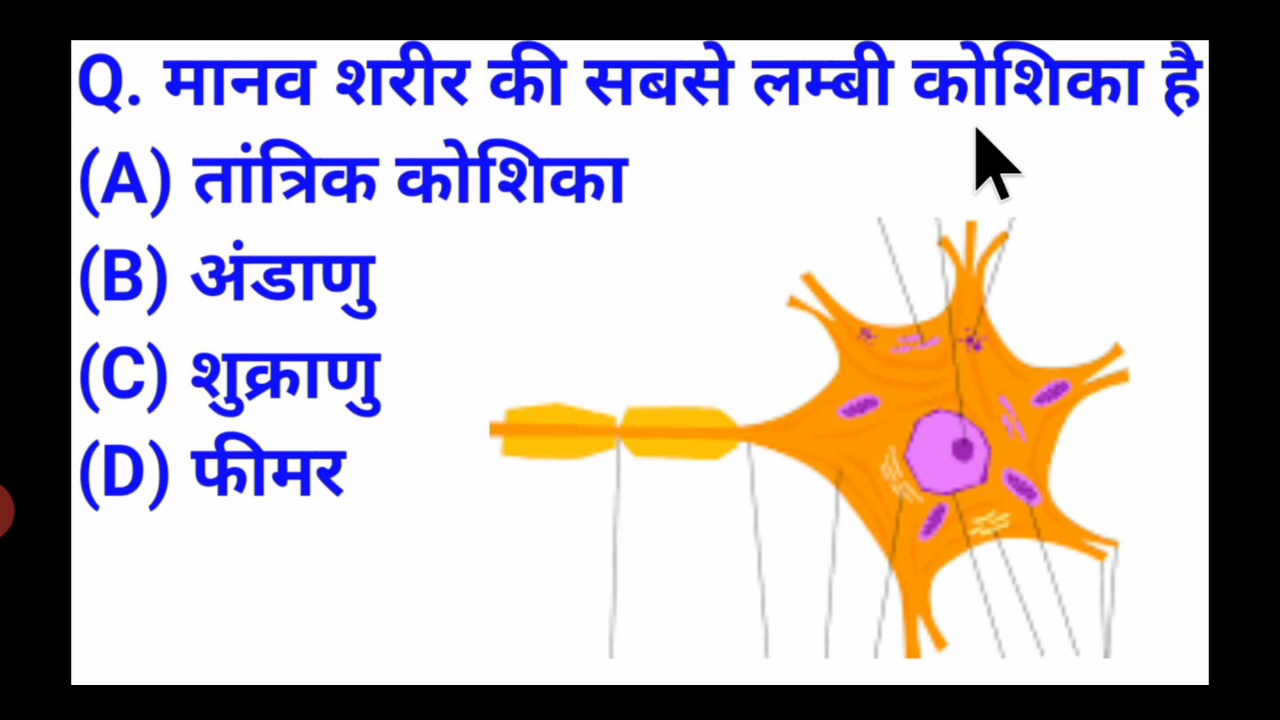 Q. मानव शरीर की सबसे लम्बी कोशिका है
(A) तांत्रिक कोशिका
(B) अंडाणु
(C) शुक्राणु
(D) फीमर